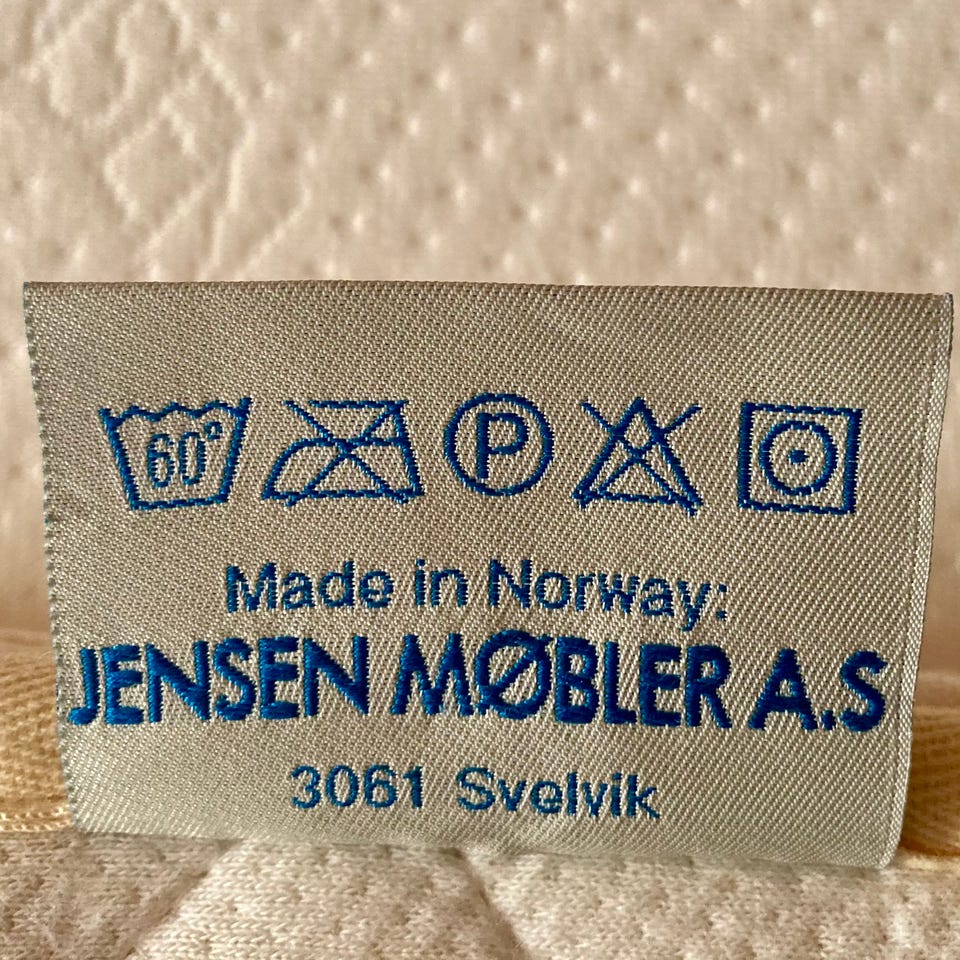 60°
P
Made in Norway:
JENSEN MØBLER A.S
3061 Svelvik